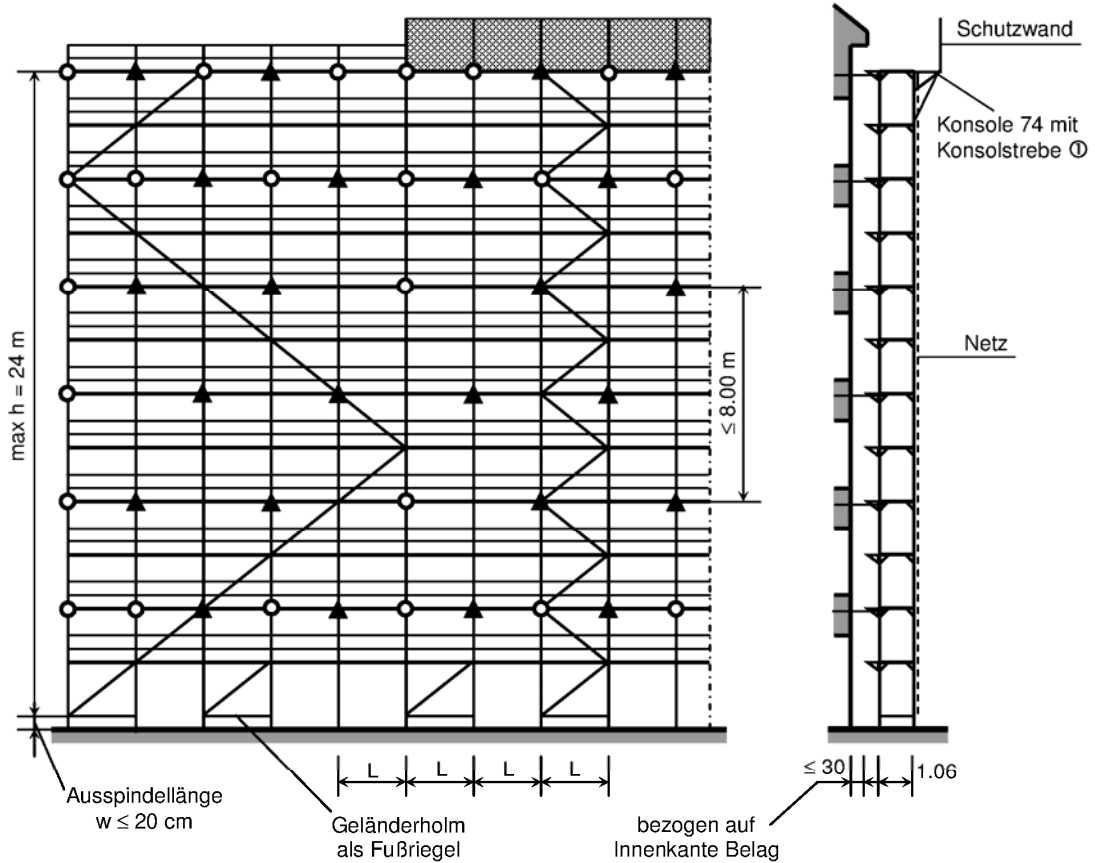 Schutzwand
Konsole 74 mit
Konsolstrebe ①
Netz
max h = 24 m
≤ 8.00 m
L
L
L
L
≤ 30
1.06
Ausspindellänge
w ≤ 20 cm
Geländerholm
als Fußriegel
bezogen auf
Innenkante Belag